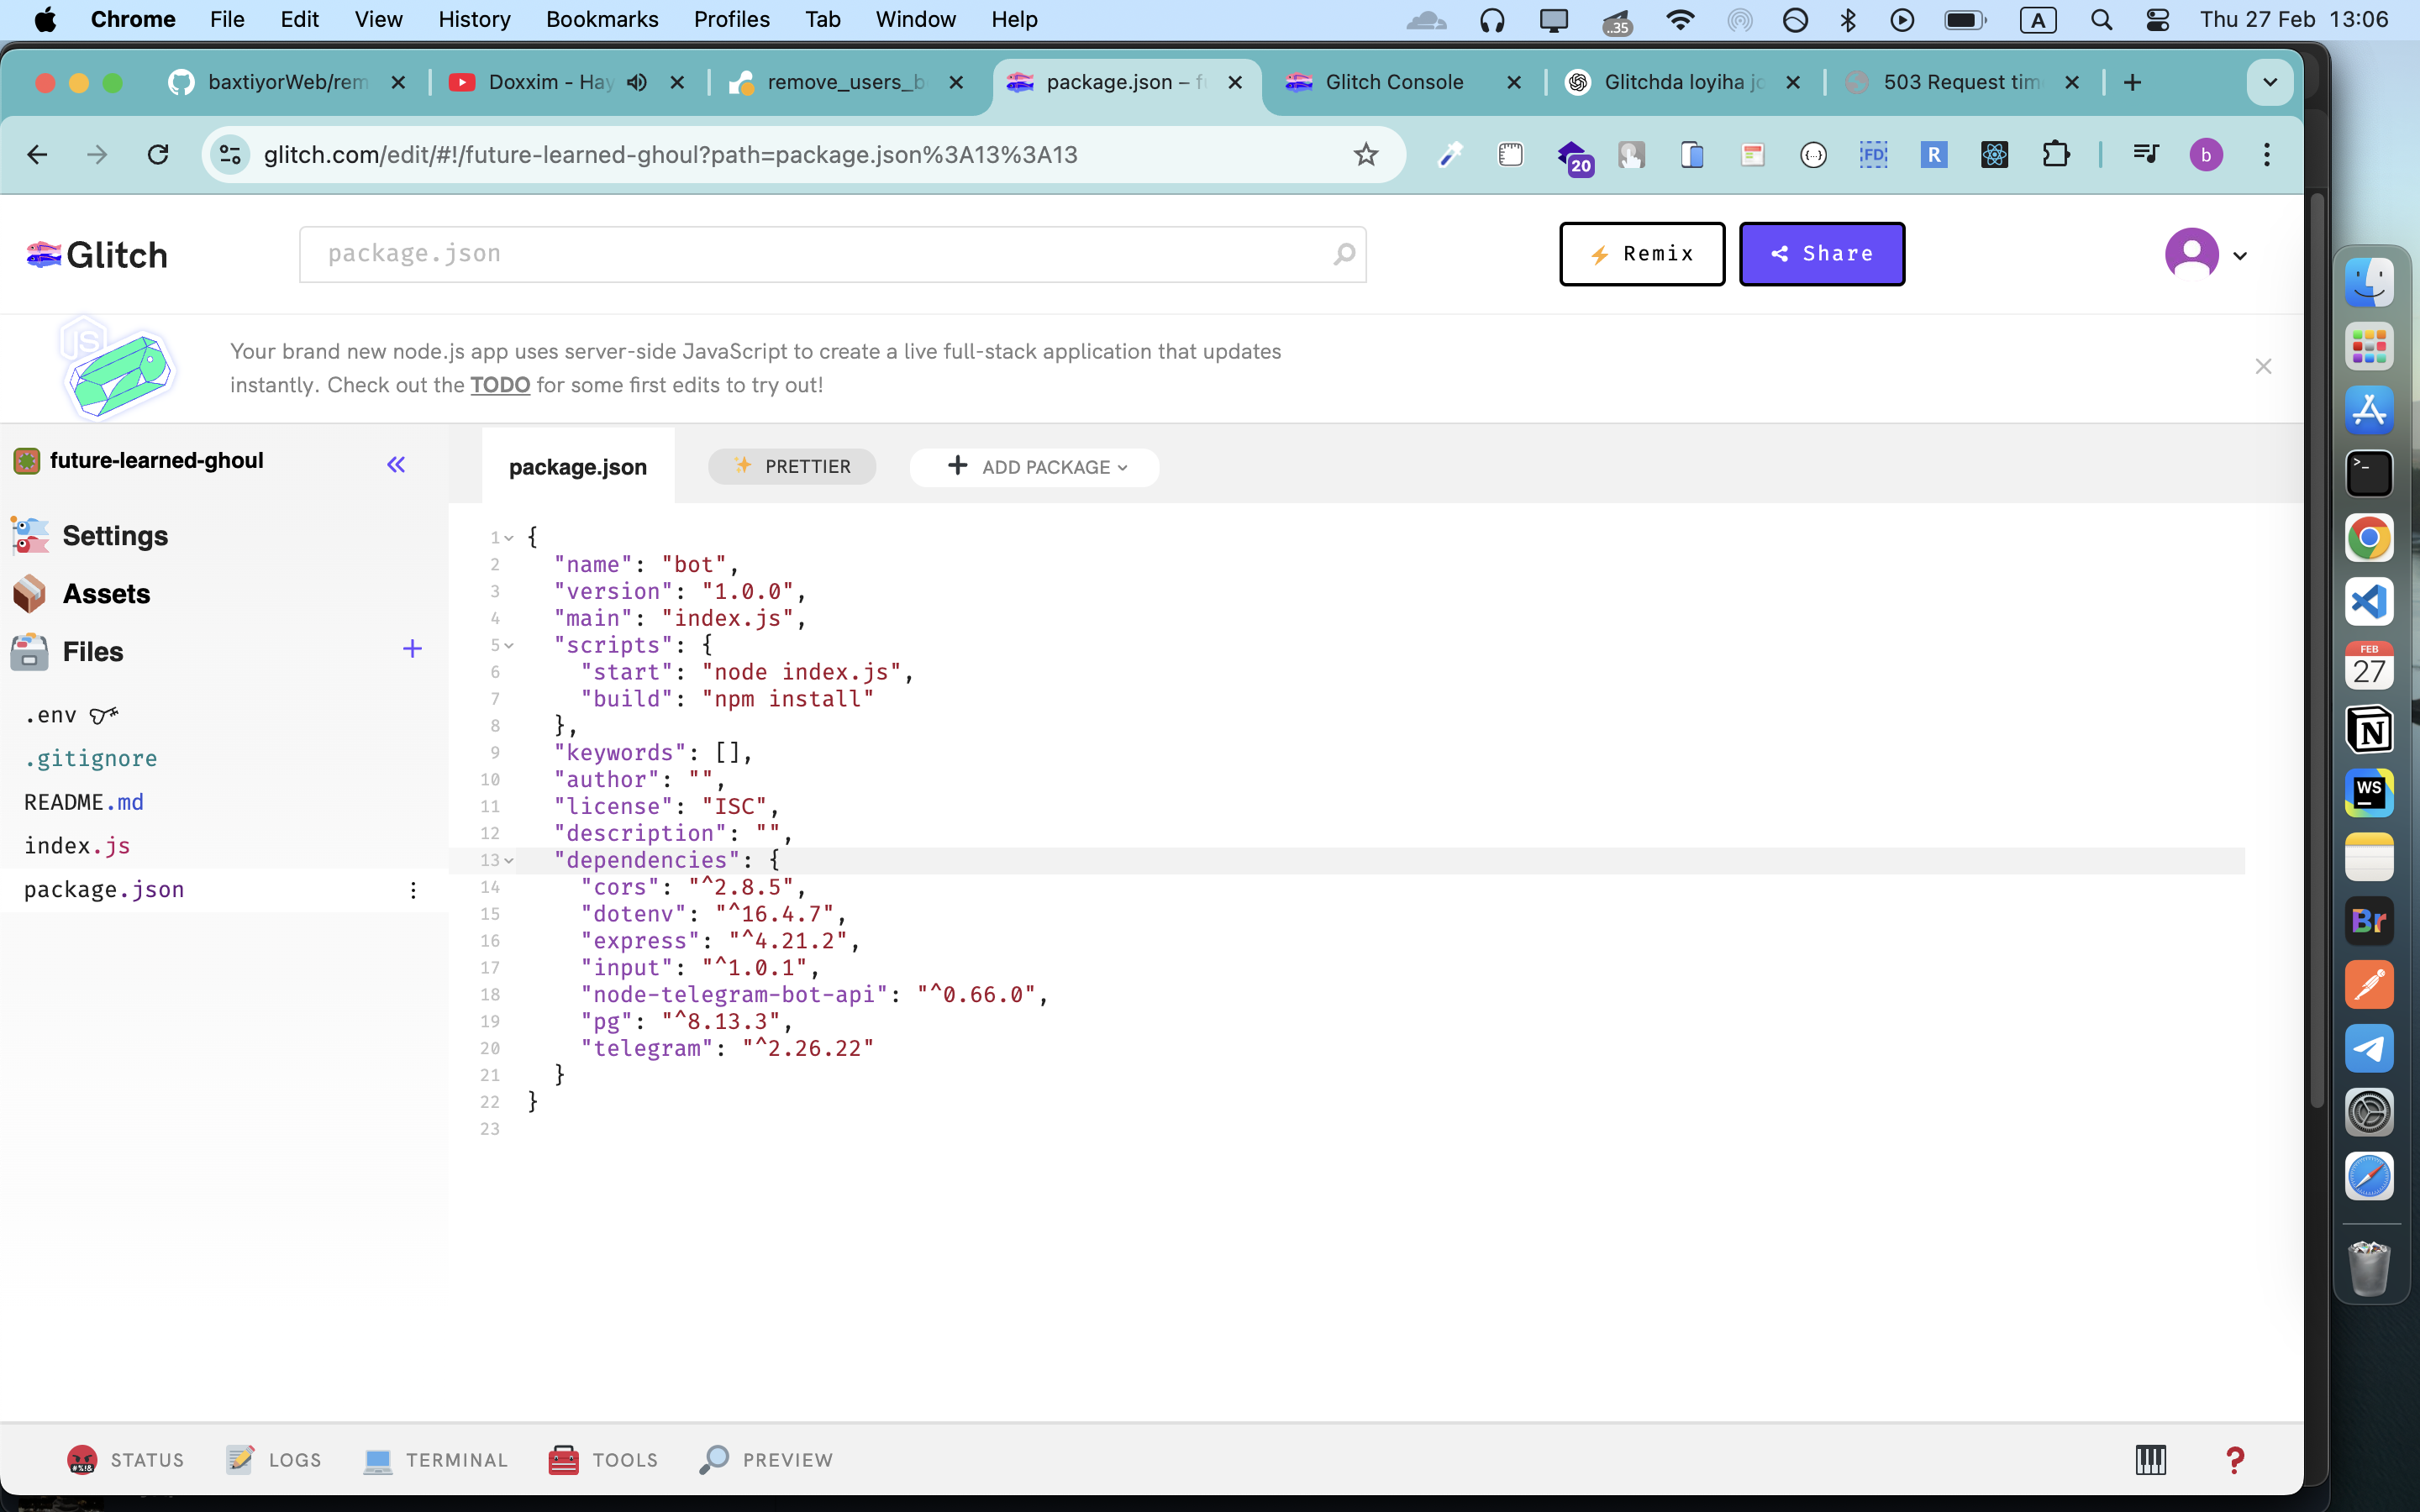 Chrome File Edit View History Bookmarks Profiles Tab Window Help ..35 A Thu 27 Feb 13:06
baxtiyorWeb/rem Doxxim - Hay remove_users_b package.json – f Glitch Console Glitchda loyiha jo 503 Request tim
glitch.com/edit/#!/future-learned-ghoul?path=package.json%3A13%3A13 20 FD R b
Glitch package.json Remix Share
JS
Your brand new node.js app uses server-side JavaScript to create a live full-stack application that updates
instantly. Check out the TODO for some first edits to try out!
future-learned-ghoul
Settings
Assets
Files
.env
.gitignore
README.md
index.js
package.json
package.json PRETTIER ADD PACKAGE
1 {
2 "name": "bot",
3 "version": "1.0.0",
4 "main": "index.js",
5 "scripts": {
6 "start": "node index.js",
7 "build": "npm install"
8 },
9 "keywords": [],
10 "author": "",
11 "license": "ISC",
12 "description": "",
13 "dependencies": {
14 "cors": "^2.8.5",
15 "dotenv": "^16.4.7",
16 "express": "^4.21.2",
17 "input": "^1.0.1",
18 "node-telegram-bot-api": "^0.66.0",
19 "pg": "^8.13.3",
20 "telegram": "^2.26.22"
21 }
22 }
23
STATUS LOGS TERMINAL TOOLS PREVIEW ?
FEB
27
N
WS
Br